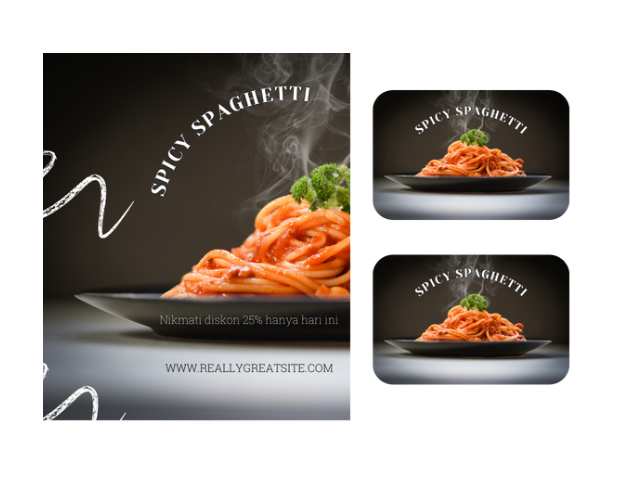 SPICY SPAGHETTI
Nikmati diskon 25% hanya hari ini
WWW.REALLYGREATSITE.COM
SPICY SPAGHETTI
SPICY SPAGHETTI